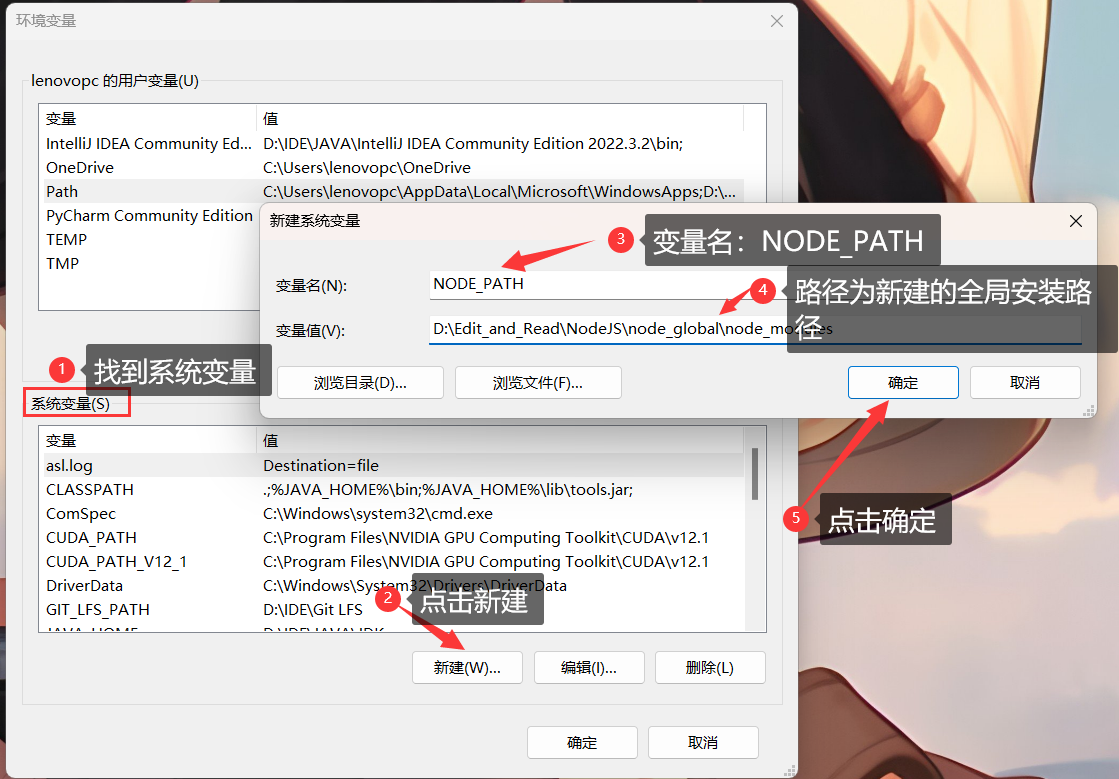 环境变量
lenovopc 的用户变量(U)
变量 值
IntelliJ IDEA Community Ed... D:\IDE\JAVA\IntelliJ IDEA Community Edition 2022.3.2\bin;
OneDrive C:\Users\lenovopc\OneDrive
Path C:\Users\lenovopc\AppData\Local\Microsoft\WindowsApps;D:\...
PyCharm Community Edition
TEMP
TMP
新建系统变量
3 变量名：NODE_PATH
变量名(N): NODE_PATH
4 路径为新建的全局安装路
径
变量值(V): D:\Edit_and_Read\NodeJS\node_global\node_modules
浏览目录(D)... 浏览文件(F)... 确定 取消
1 找到系统变量
系统变量(S)
变量 值
asl.log Destination=file
CLASSPATH .;%JAVA_HOME%\bin;%JAVA_HOME%\lib\tools.jar;
ComSpec C:\Windows\system32\cmd.exe
CUDA_PATH C:\Program Files\NVIDIA GPU Computing Toolkit\CUDA\v12.1
CUDA_PATH_V12_1 C:\Program Files\NVIDIA GPU Computing Toolkit\CUDA\v12.1
DriverData C:\Windows\System32\Drivers\DriverData
GIT_LFS_PATH D:\IDE\Git LFS
JAVA_HOME D:\IDE\JAVA\JDK
5 点击确定
2 点击新建
新建(W)... 编辑(I)... 删除(L)
确定 取消